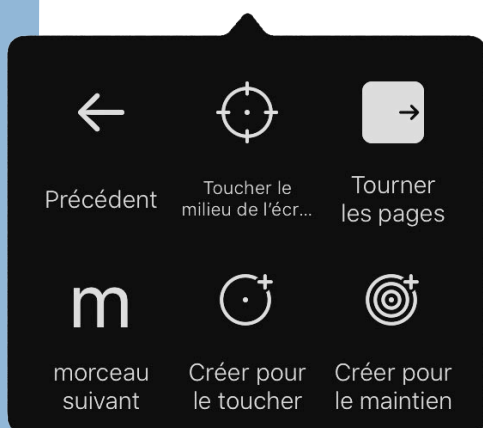 Précédent
Toucher le
milieu de l'écr...
Tourner
les pages
m
morceau
suivant
Créer pour
le toucher
Créer pour
le maintien